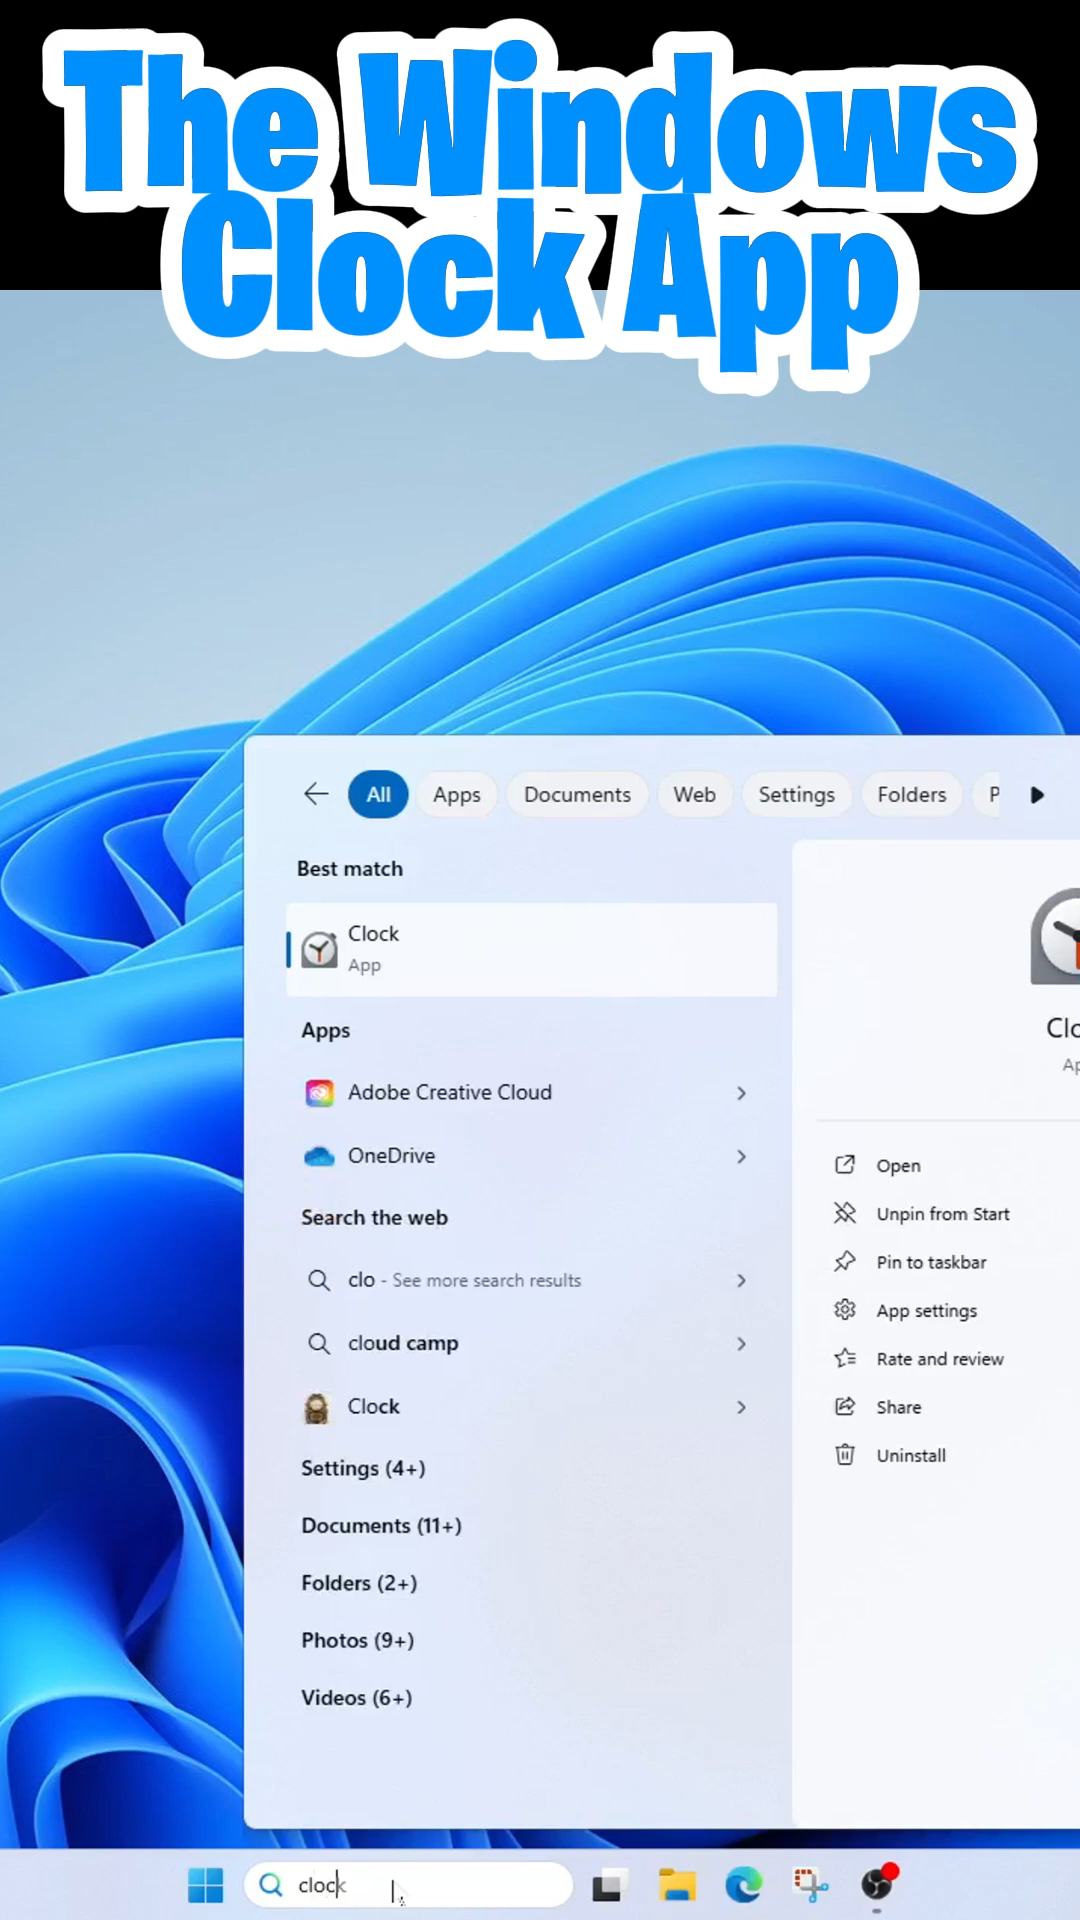 The Windows
Clock App
All Apps Documents Web Settings Folders P
Best match
Clock
App
Apps
Adobe Creative Cloud
OneDrive
Search the web
clo - See more search results
cloud camp
Clock
Settings (4+)
Documents (11+)
Folders (2+)
Photos (9+)
Videos (6+)
Clo
Ap
Open
Unpin from Start
Pin to taskbar
App settings
Rate and review
Share
Uninstall
clock